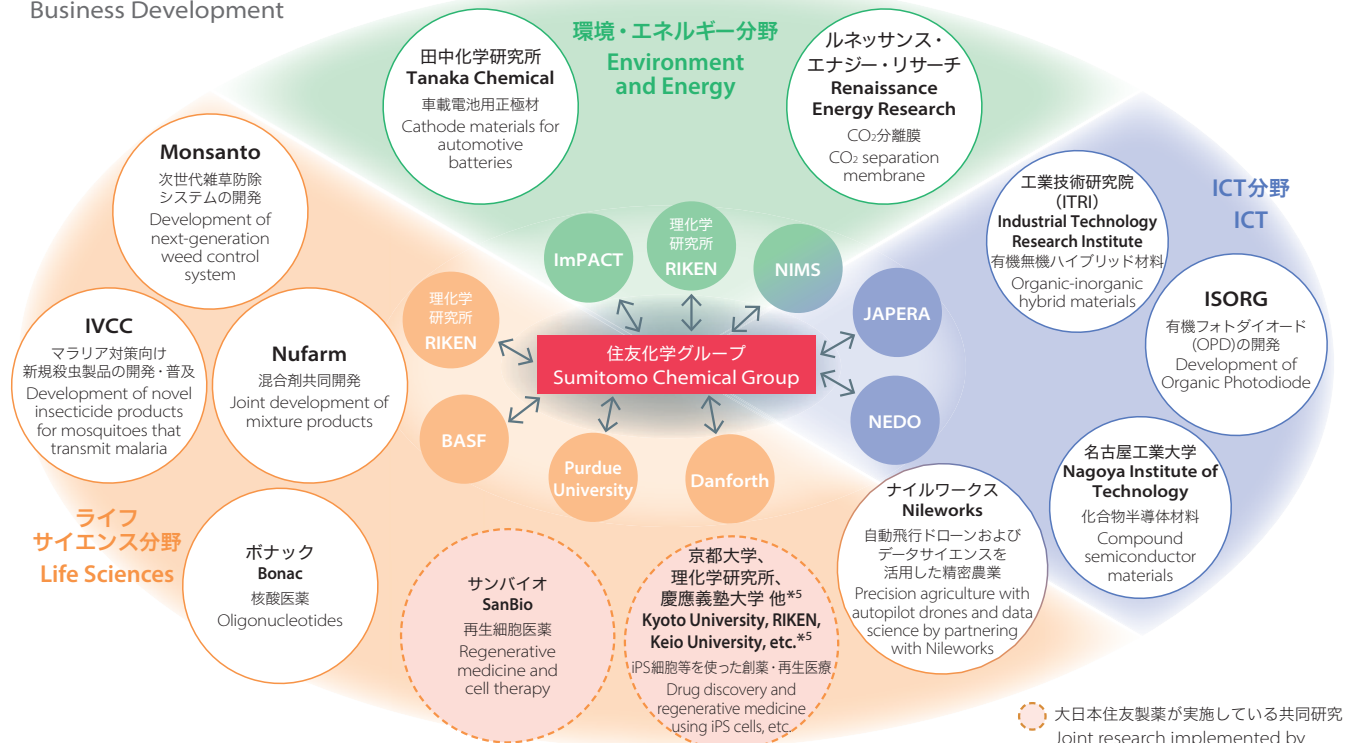 Business Development
環境・エネルギー分野
Environment
and Energy
田中化学研究所
Tanaka Chemical
車載電池用正極材
Cathode materials for
automotive
batteries
ルネッサンス・
エナジー・リサーチ
Renaissance
Energy Research
CO₂分離膜
CO₂ separation
membrane
Monsanto
次世代雑草防除
システムの開発
Development of
next-generation
weed control
system
IVCC
マラリア対策向け
新規殺虫製品の開発・普及
Development of novel
insecticide products
for mosquitoes that
transmit malaria
Nufarm
混合剤共同開発
Joint development of
mixture products
ライフ
サイエンス分野
Life Sciences
ボナック
Bonac
核酸医薬
Oligonucleotides
サンバイオ
SanBio
再生細胞医薬
Regenerative
medicine and
cell therapy
京都大学、
理化学研究所、
慶應義塾大学 他*5
Kyoto University, RIKEN,
Keio University, etc.*5
iPS細胞等を使った創薬・再生医療
Drug discovery and
regenerative medicine
using iPS cells, etc.
ImPACT
理化学
研究所
RIKEN
NIMS
理化学
研究所
RIKEN
BASF
Purdue
University
Danforth
JAPERA
NEDO
住友化学グループ
Sumitomo Chemical Group
ICT分野
ICT
工業技術研究院
(ITRI)
Industrial Technology
Research Institute
有機無機ハイブリッド材料
Organic-inorganic
hybrid materials
ISORG
有機フォトダイオード
(OPD)の開発
Development of
Organic Photodiode
名古屋工業大学
Nagoya Institute of
Technology
化合物半導体材料
Compound
semiconductor
materials
ナイルワークス
Nileworks
自動飛行ドローンおよび
データサイエンスを
活用した精密農業
Precision agriculture with
autopilot drones and data
science by partnering
with Nileworks
大日本住友製薬が実施している共同研究
Joint research implemented by